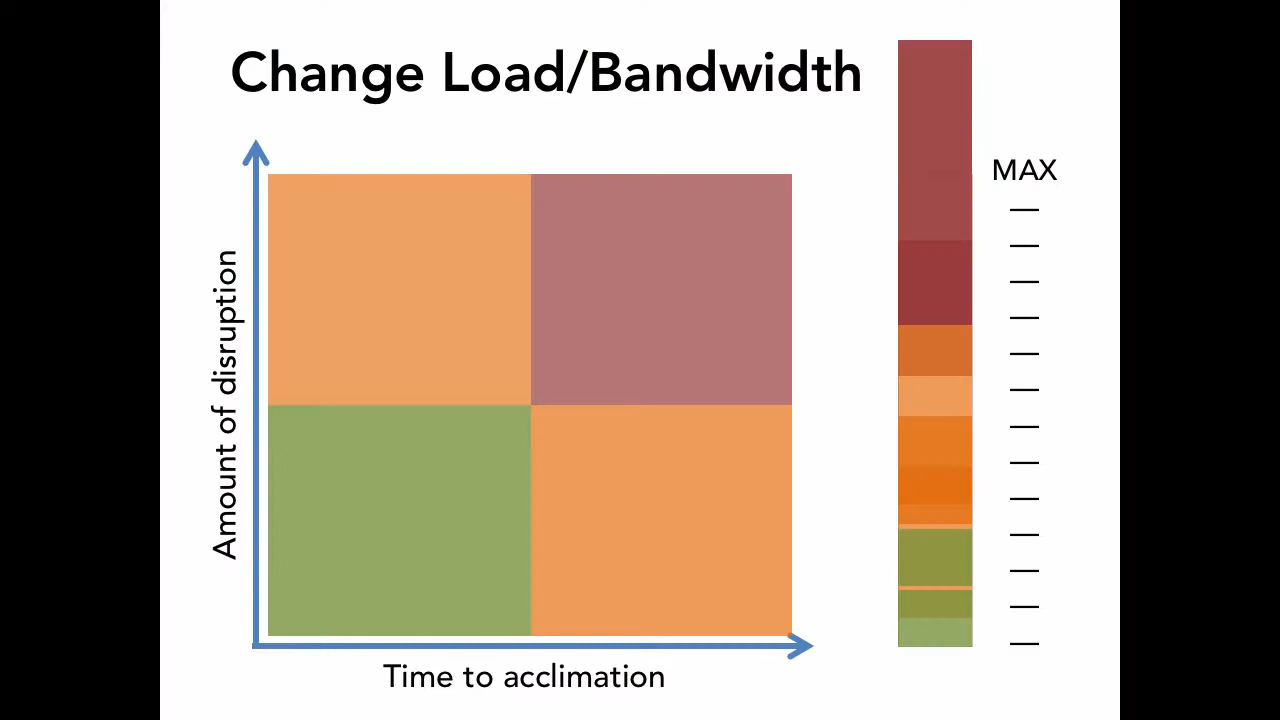 Change Load/Bandwidth
MAX
Amount of disruption
Time to acclimation